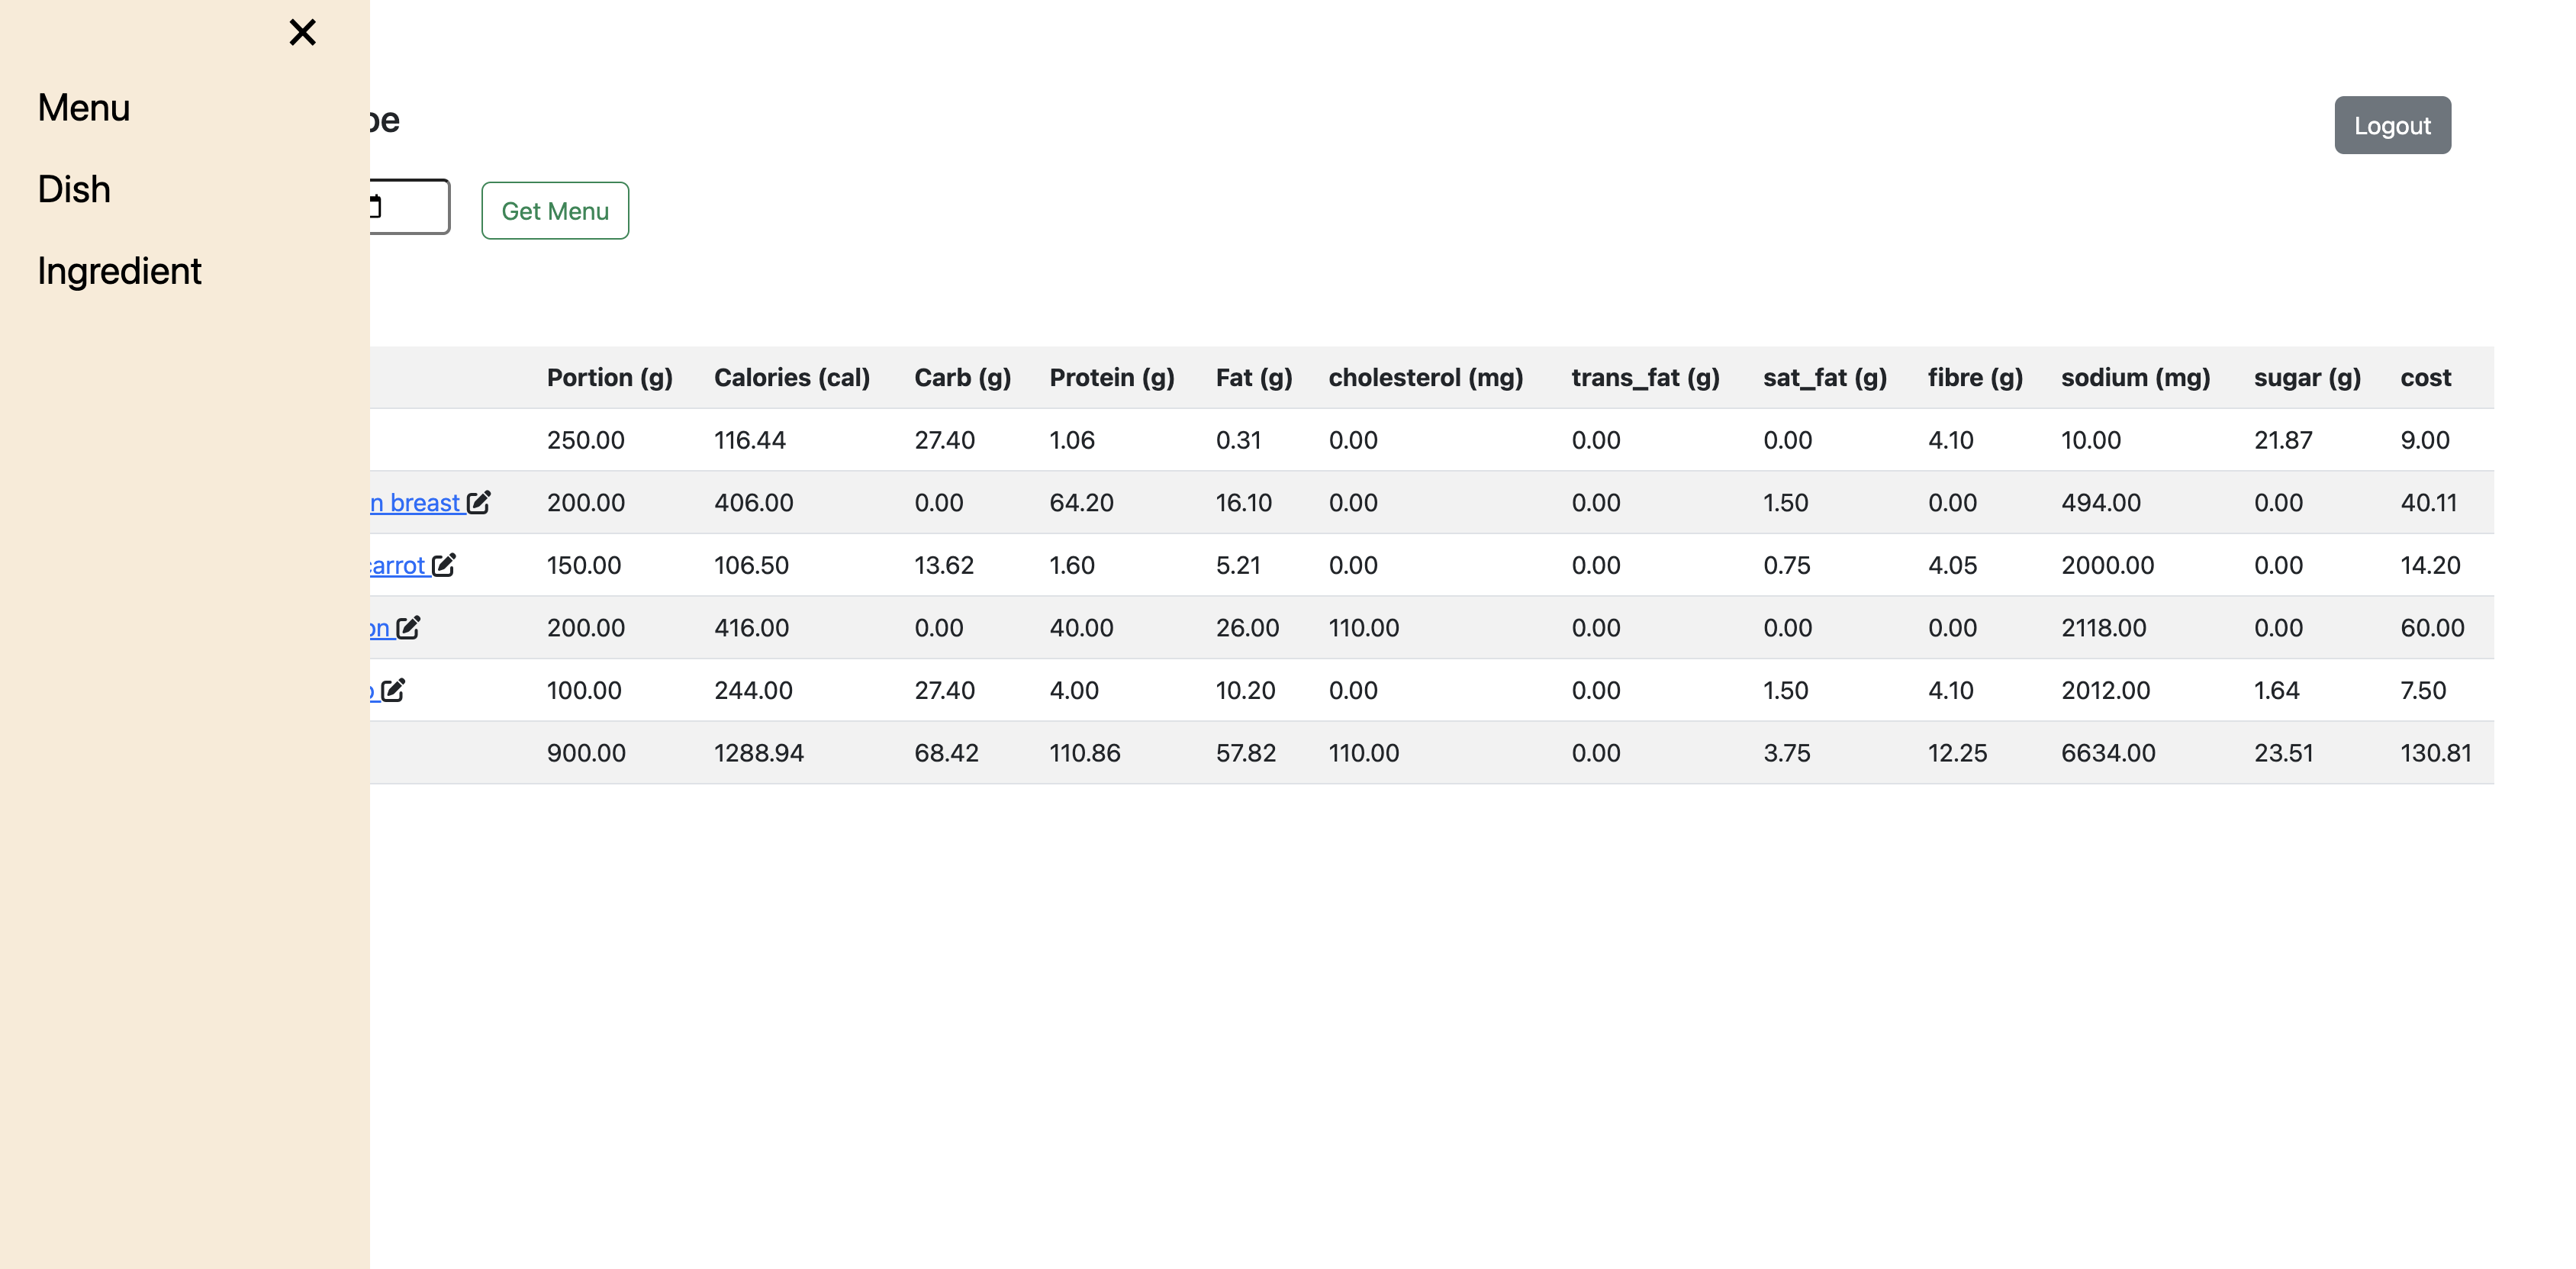 Menu
Logout
Dish
Get Menu
Ingredient
Portion (g) Calories (cal) Carb (g) Protein (g) Fat (g) cholesterol (mg) trans_fat (g) sat_fat (g) fibre (g) sodium (mg) sugar (g) cost
250.00 116.44 27.40 1.06 0.31 0.00 0.00 0.00 4.10 10.00 21.87 9.00
breast 200.00 406.00 0.00 64.20 16.10 0.00 0.00 1.50 0.00 494.00 0.00 40.11
carrot 150.00 106.50 13.62 1.60 5.21 0.00 0.00 0.75 4.05 2000.00 0.00 14.20
200.00 416.00 0.00 40.00 26.00 110.00 0.00 0.00 0.00 2118.00 0.00 60.00
100.00 244.00 27.40 4.00 10.20 0.00 0.00 1.50 4.10 2012.00 1.64 7.50
900.00 1288.94 68.42 110.86 57.82 110.00 0.00 3.75 12.25 6634.00 23.51 130.81